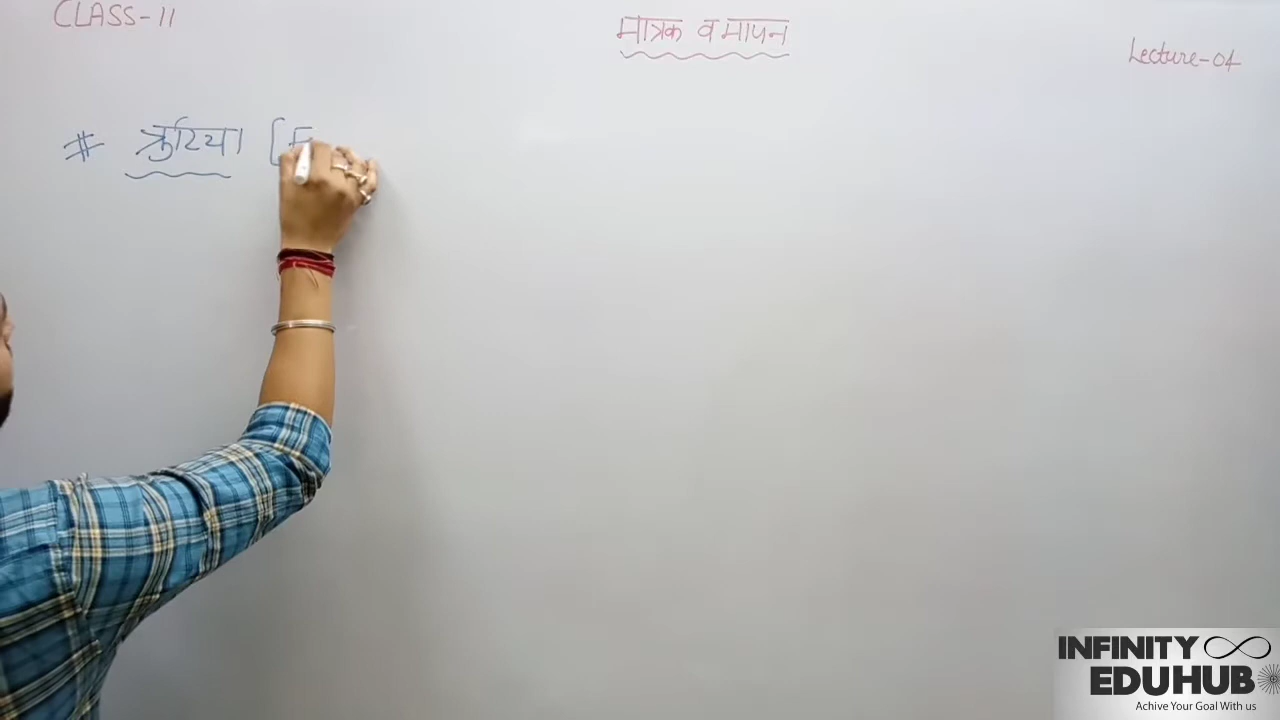 CLASS-11
मात्रक व मापन
Lecture-04
# त्रुटिया [E
INFINITY
EDUHUB
Achive Your Goal With us